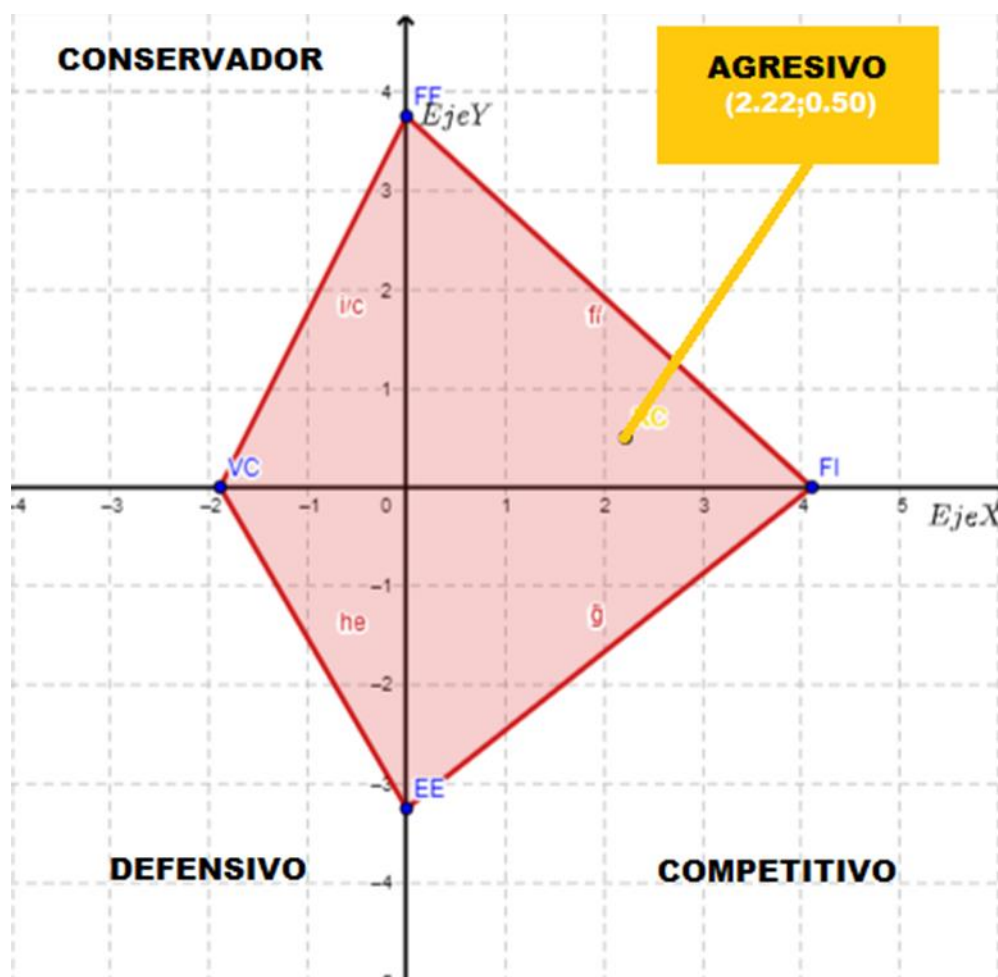 CONSERVADOR
AGRESIVO
(2.22;0.50)
4
FF
EjeY
3
2
i/c
1
VC
FI
-4
-3
-2
-1
0
1
2
3
4
5
EjeX
-1
he
g
-2
-3
EE
DEFENSIVO
COMPETITIVO
-4